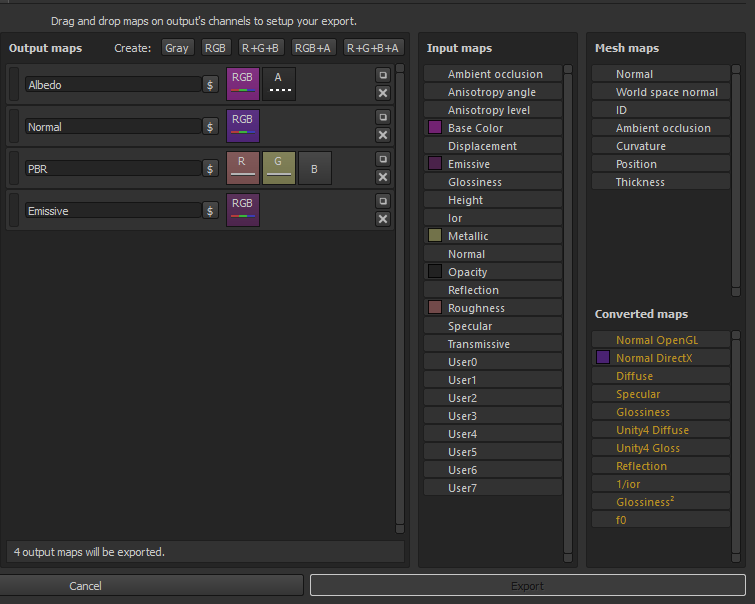 Drag and drop maps on output's channels to setup your export.
Output maps Create: Gray RGB R+G+B RGB+A R+G+B+A
Albedo $ RGB A
Normal $ RGB
PBR $ R G B
Emissive $ RGB
4 output maps will be exported.
Input maps
Ambient occlusion
Anisotropy angle
Anisotropy level
Base Color
Displacement
Emissive
Glossiness
Height
Ior
Metallic
Normal
Opacity
Reflection
Roughness
Specular
Transmissive
User0
User1
User2
User3
User4
User5
User6
User7
Mesh maps
Normal
World space normal
ID
Ambient occlusion
Curvature
Position
Thickness
Converted maps
Normal OpenGL
Normal DirectX
Diffuse
Specular
Glossiness
Unity4 Diffuse
Unity4 Gloss
Reflection
1/ior
Glossiness²
f0
Cancel
Export